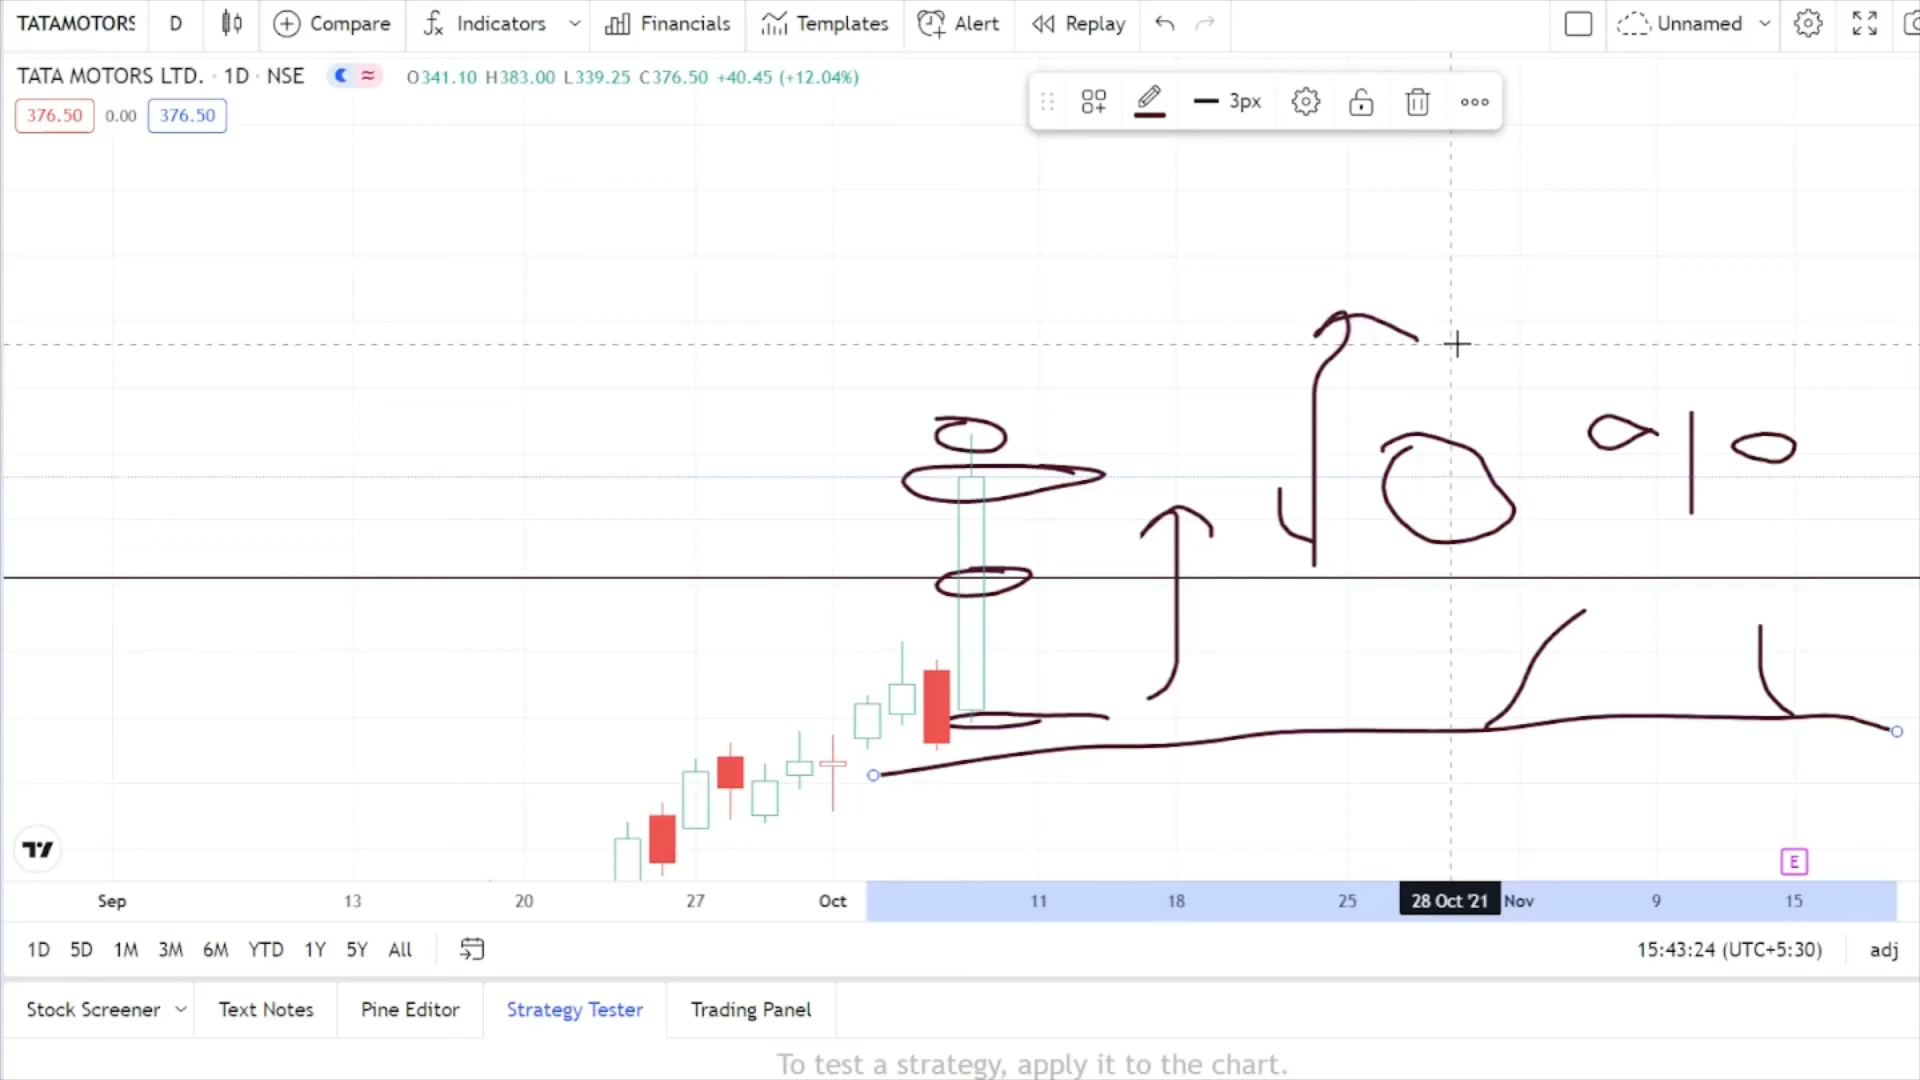 TATAMOTORS D Compare Indicators Financials Templates Alert Replay Unnamed
TATA MOTORS LTD. · 1D · NSE O341.10 H383.00 L339.25 C376.50 +40.45 (+12.04%)
3px
376.50 0.00 376.50
E
Sep 13 20 27 Oct 11 18 25 28 Oct '21 Nov 9 15
1D 5D 1M 3M 6M YTD 1Y 5Y All 15:43:24 (UTC+5:30) adj
Stock Screener Text Notes Pine Editor Strategy Tester Trading Panel
To test a strategy, apply it to the chart.